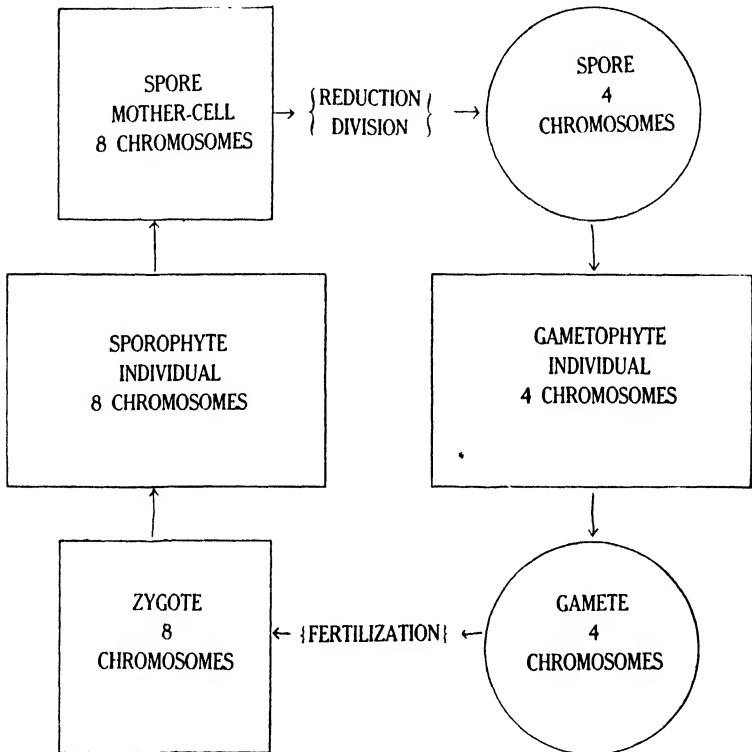 SPORE
MOTHER-CELL
8 CHROMOSOMES
REDUCTION
DIVISION
SPORE
4
CHROMOSOMES
SPOROPHYTE
INDIVIDUAL
8 CHROMOSOMES
GAMETOPHYTE
INDIVIDUAL
4 CHROMOSOMES
ZYGOTE
8
CHROMOSOMES
{FERTILIZATION}
GAMETE
4
CHROMOSOMES